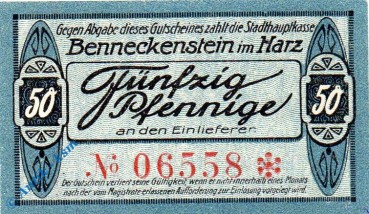 Gegen Abgabe dieses Gutscheines zahlt die Stadthauptkasse
Benneckenstein im Harz
Fünfzig
50 Pfennige 50
an den Einlieferer
No 06558
Der Gutschein verliert seine Gültigkeit, wenn er nicht innerhalb eines Monats
nach der vom Magistrate erlassenen Aufforderung zur Einlösung vorgelegt wird.